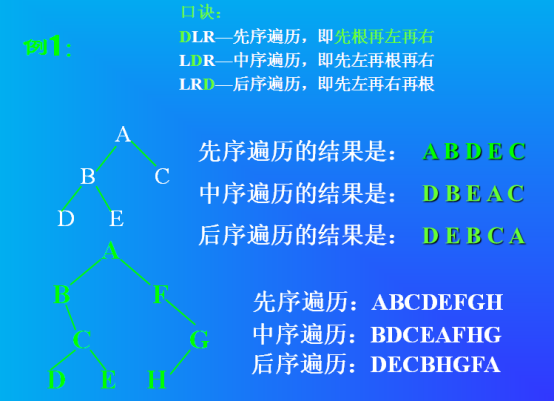 口诀:
例1:
DLR—先序遍历，即先根再左再右
LDR—中序遍历，即先左再根再右
LRD—后序遍历，即先左再右再根
A
B C
D E
先序遍历的结果是： A B D E C
中序遍历的结果是： D B E A C
后序遍历的结果是： D E B C A
A
B F
C G
D E H
先序遍历：ABCDEFGH
中序遍历：BDCEAFHG
后序遍历：DECBHGFA